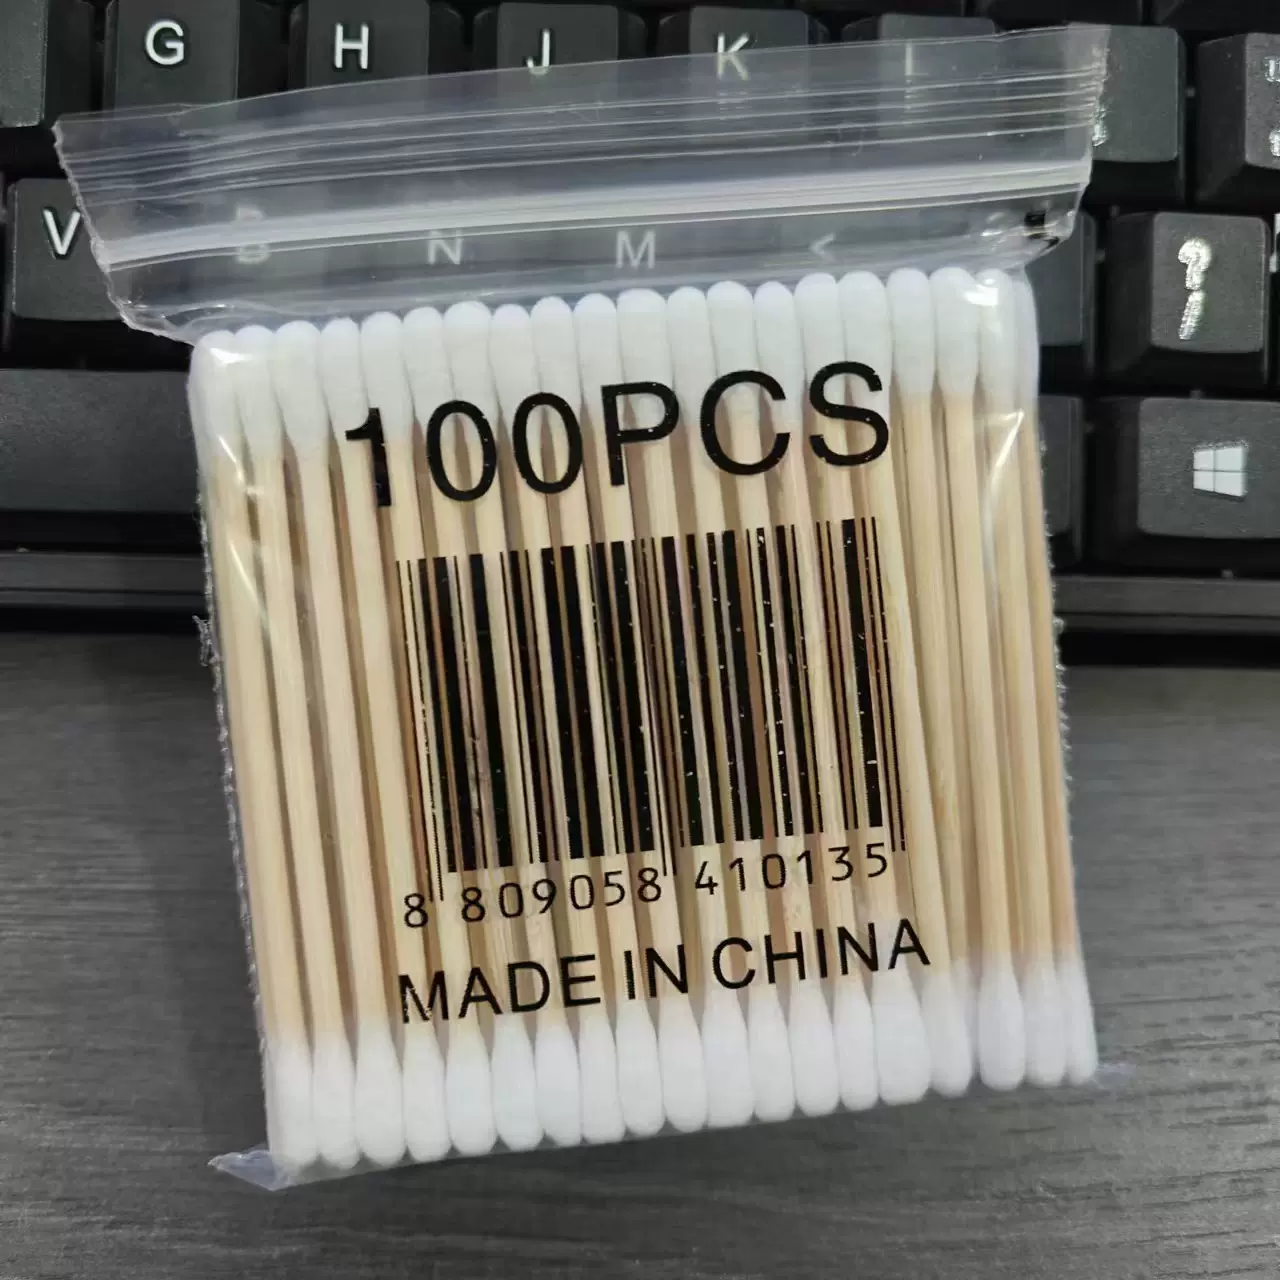 G H J K L
V B N M <
?
/
100PCS
8 809058 410135
MADE IN CHINA